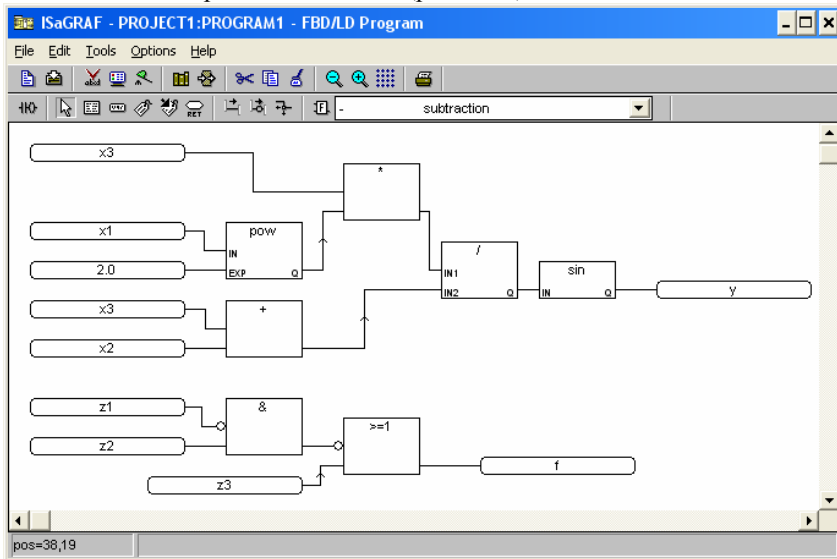 ISaGRAF - PROJECT1:PROGRAM1 - FBD/LD Program
File Edit Tools Options Help
- subtraction
x3
*
x1
pow
IN
2.0
EXP Q
/
IN1
IN2 Q
sin
IN Q
y
x3
+
x2
z1
&
z2
>=1
z3
f
pos=38,19